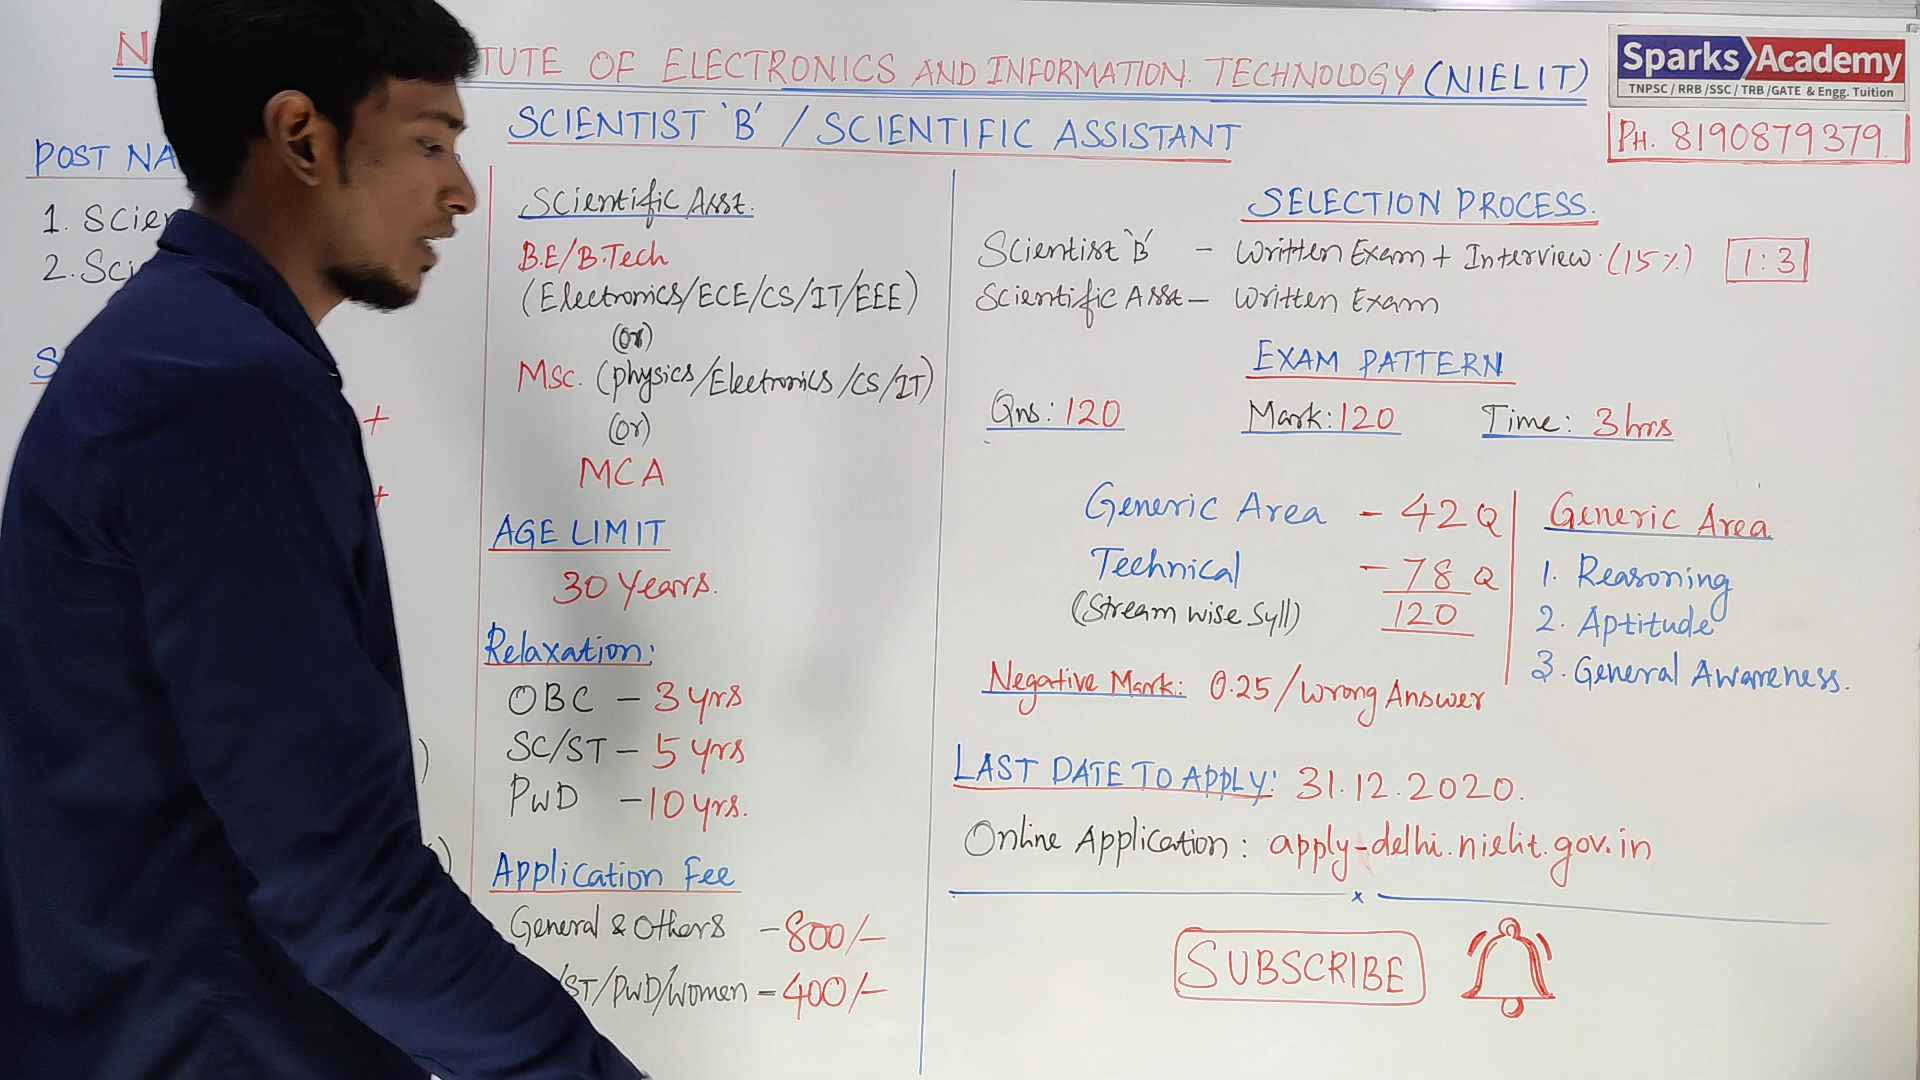 TUTE OF ELECTRONICS AND INFORMATION. TECHNOLOGY (NIELIT)
Sparks Academy
TNPSC / RRB / SSC / TRB / GATE & Engg. Tuition
PH. 8190879379.
SCIENTIST 'B' / SCIENTIFIC ASSISTANT
POST NA
1. Scien
2. Sci
S
+
+
)
)
Scientific Asst.
B.E/B.Tech
(Electronics/ECE/CS/IT/EEE)
(or)
Msc. (physics/Electronics/CS/IT)
(or)
MCA
AGE LIMIT
30 Years.
Relaxation:
OBC - 3 yrs
SC/ST - 5 yrs
PwD - 10 yrs.
Application Fee
General & Others - 800/-
/ST/PwD/women - 400/-
SELECTION PROCESS.
Scientist 'B' - Written Exam + Interview. (15%) 1:3
Scientific Asst - Written Exam
EXAM PATTERN
Qns: 120 Mark: 120 Time: 3 hrs
Generic Area - 42 Q
Technical - 78 Q
(Stream wise Syll) 120
Generic Area
1. Reasoning
2. Aptitude
3. General Awareness.
Negative Mark: 0.25/wrong Answer
LAST DATE TO APPLY: 31.12.2020.
Online Application: apply-delhi.nielit.gov.in
x
SUBSCRIBE